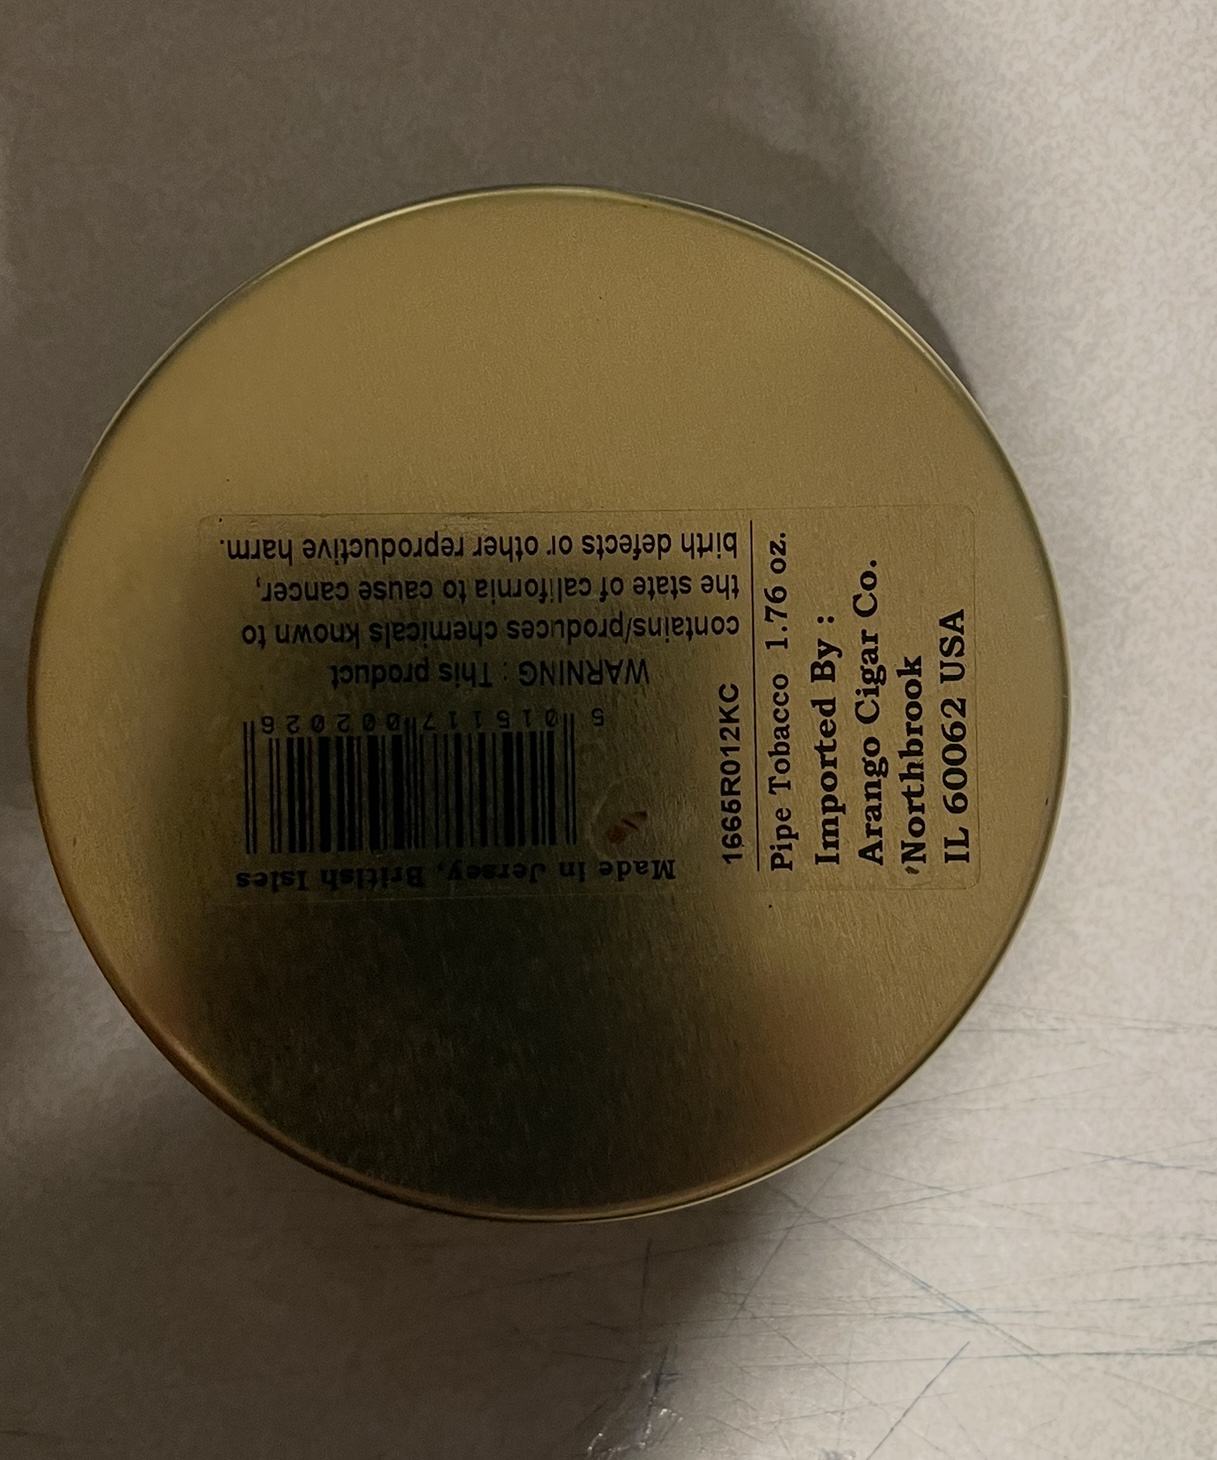 Made In Jersey, British Isles
5 015117 002026
WARNING : This product
contains/produces chemicals known to
the state of california to cause cancer,
birth defects or other reproductive harm.
1665R012KC
Pipe Tobacco 1.76 oz.
Imported By :
Arango Cigar Co.
Northbrook
IL 60062 USA